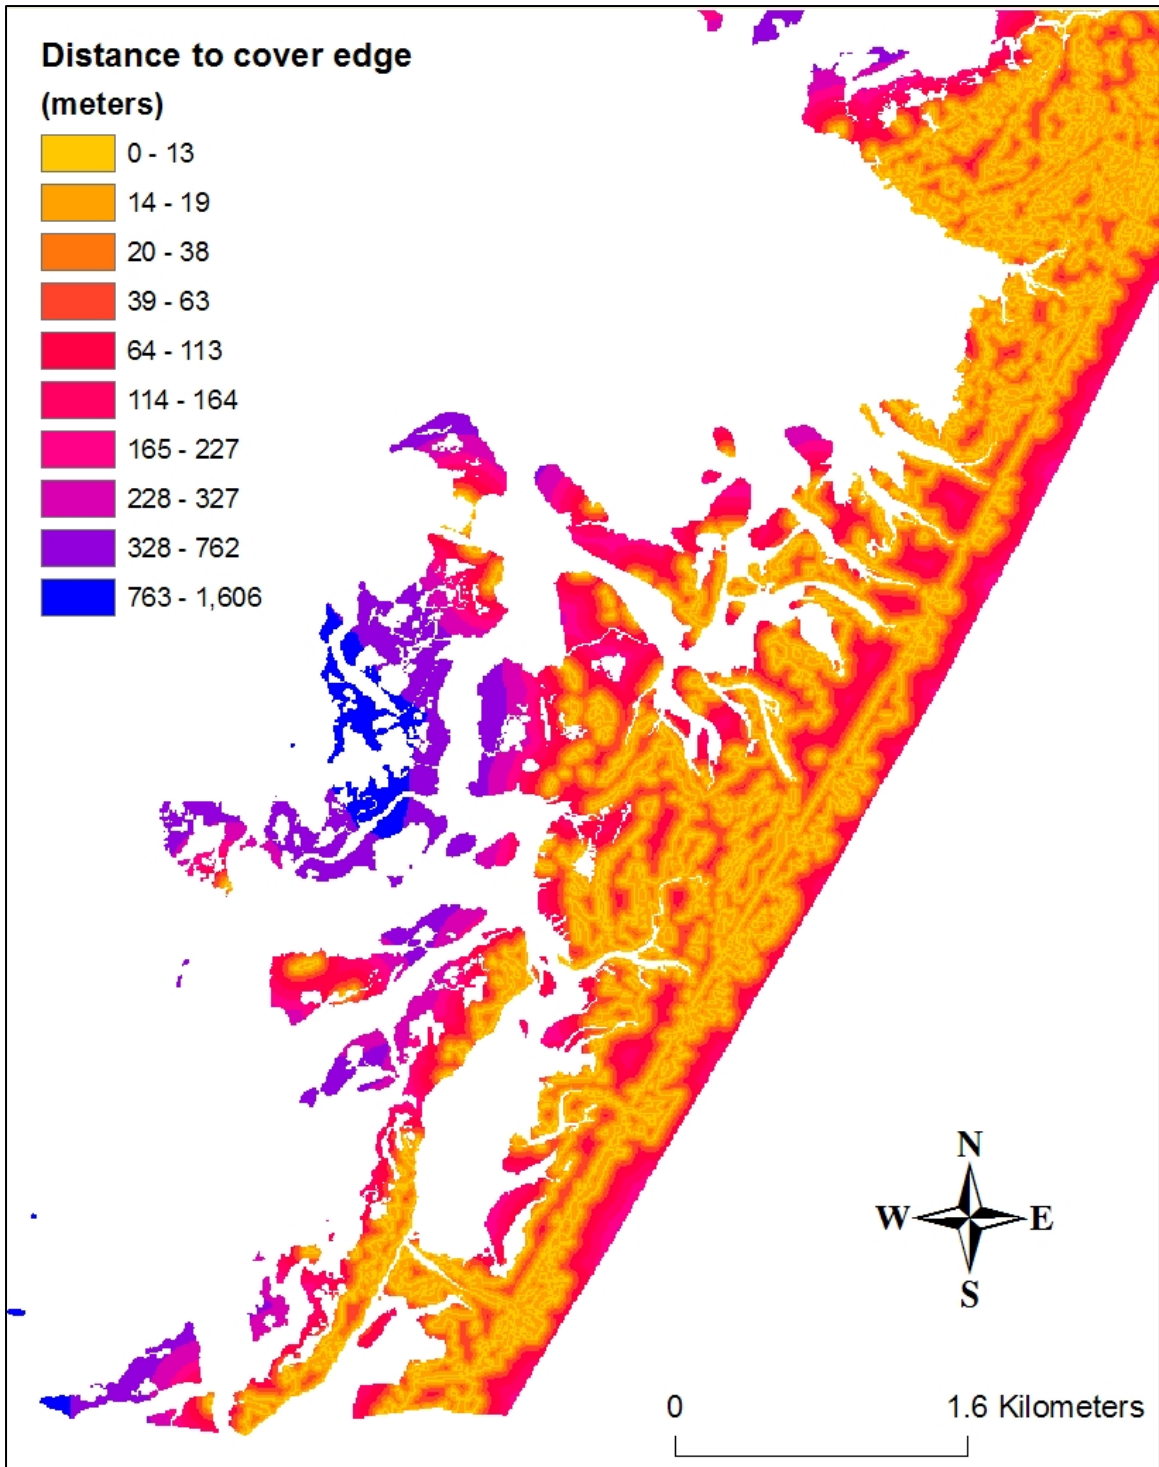 Distance to cover edge
(meters)
0 - 13
14 - 19
20 - 38
39 - 63
64 - 113
114 - 164
165 - 227
228 - 327
328 - 762
763 - 1,606
N
W E
S
0 1.6 Kilometers